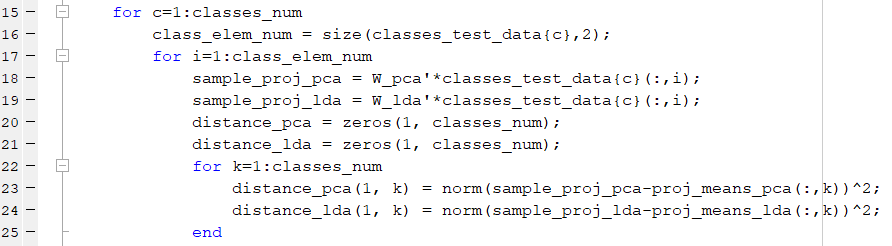 15 – for c=1:classes_num
16 – class_elem_num = size(classes_test_data{c},2);
17 – for i=1:class_elem_num
18 – sample_proj_pca = W_pca'*classes_test_data{c}(:,i);
19 – sample_proj_lda = W_lda'*classes_test_data{c}(:,i);
20 – distance_pca = zeros(1, classes_num);
21 – distance_lda = zeros(1, classes_num);
22 – for k=1:classes_num
23 – distance_pca(1, k) = norm(sample_proj_pca-proj_means_pca(:,k))^2;
24 – distance_lda(1, k) = norm(sample_proj_lda-proj_means_lda(:,k))^2;
25 – end